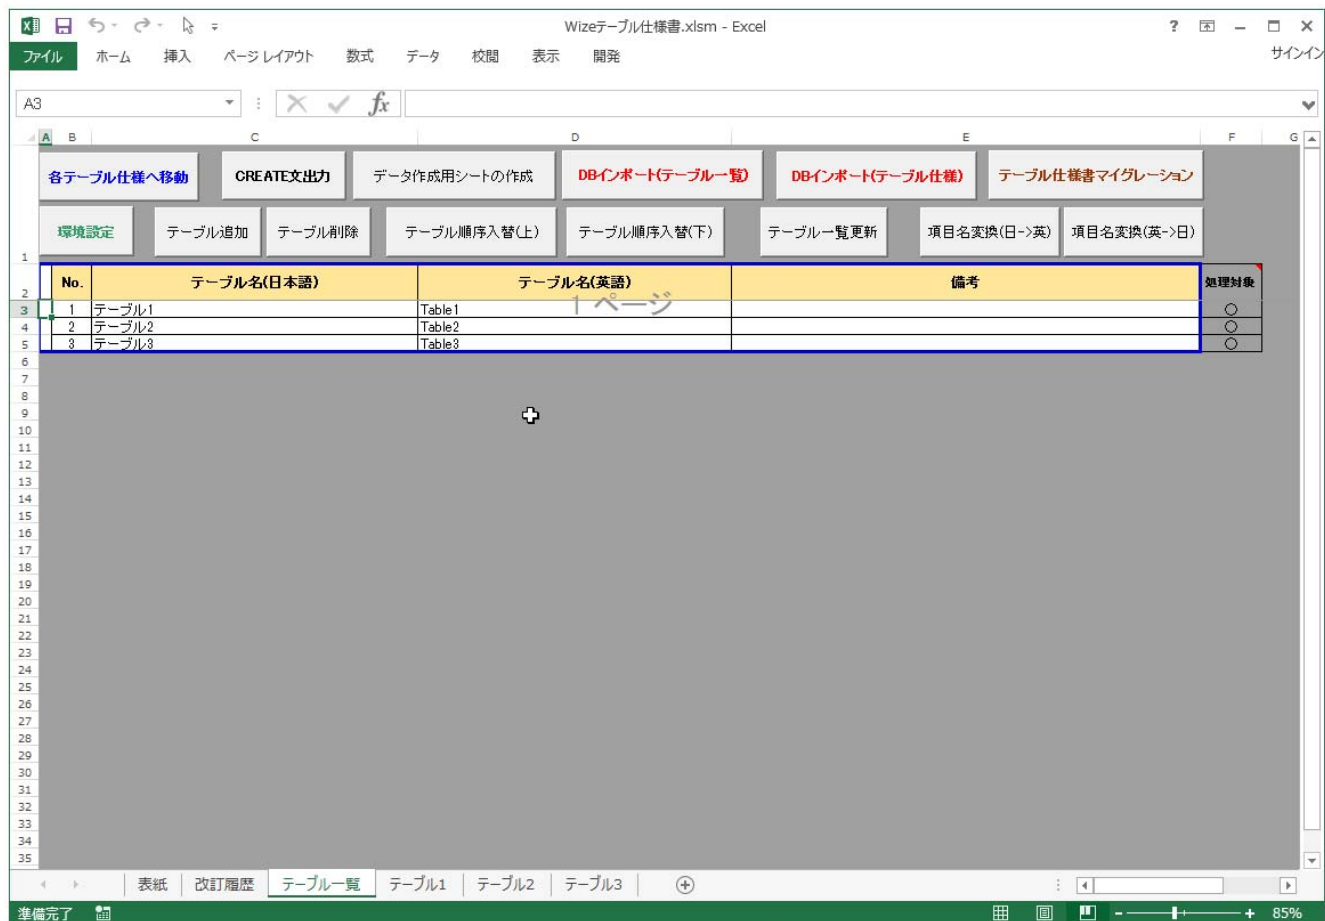 Wizeテーブル仕様書.xlsm - Excel
ファイル ホーム 挿入 ページ レイアウト 数式 データ 校閲 表示 開発 サインイン
A3 fx
A B C D E F G
各テーブル仕様へ移動 CREATE文出力 データ作成用シートの作成 DBインポート(テーブル一覧) DBインポート(テーブル仕様) テーブル仕様書マイグレーション
環境設定 テーブル追加 テーブル削除 テーブル順序入替(上) テーブル順序入替(下) テーブル一覧更新 項目名変換(日->英) 項目名変換(英->日)
1
2 No. テーブル名(日本語) テーブル名(英語) 備考 処理対象
1 ページ
3 1 テーブル1 Table1 ○
4 2 テーブル2 Table2 ○
5 3 テーブル3 Table3 ○
6
7
8
9
10
11
12
13
14
15
16
17
18
19
20
21
22
23
24
25
26
27
28
29
30
31
32
33
34
35
表紙 改訂履歴 テーブル一覧 テーブル1 テーブル2 テーブル3
準備完了 85%